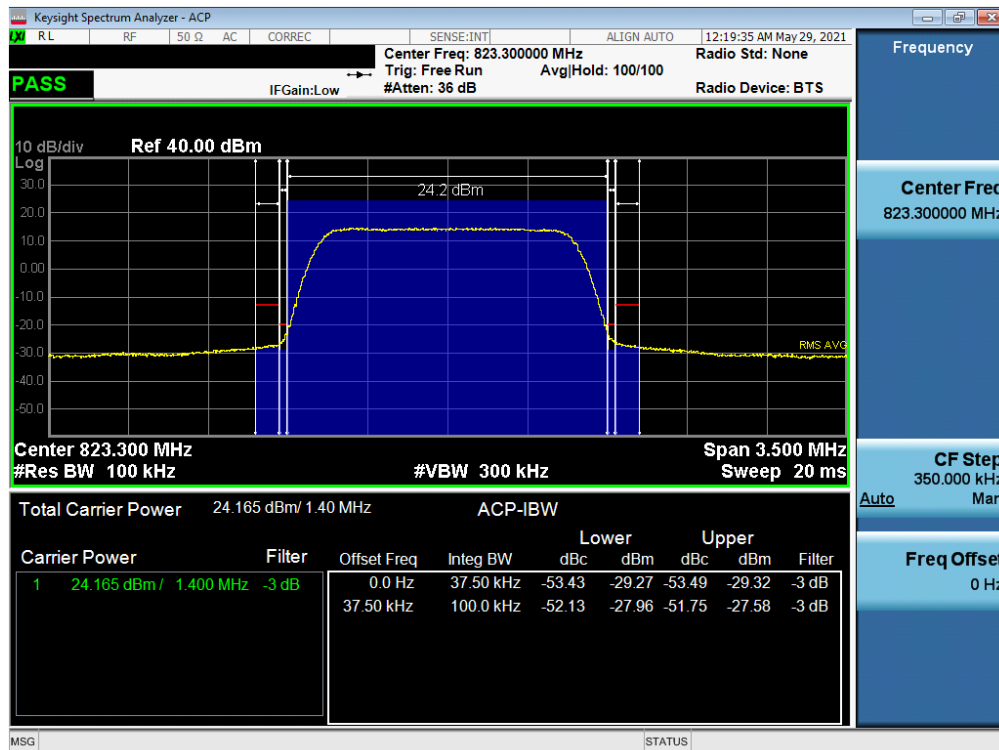 Keysight Spectrum Analyzer - ACP
LXI RL RF 50 Ω AC CORREC SENSE:INT ALIGN AUTO 12:19:35 AM May 29, 2021
Center Freq: 823.300000 MHz Radio Std: None
Trig: Free Run Avg|Hold: 100/100
PASS IFGain:Low #Atten: 36 dB Radio Device: BTS
10 dB/div Ref 40.00 dBm
Log
30.0
24.2 dBm
20.0
10.0
0.00
-10.0
-20.0
-30.0
RMS AVG
-40.0
-50.0
Center 823.300 MHz Span 3.500 MHz
#Res BW 100 kHz #VBW 300 kHz Sweep 20 ms
Total Carrier Power 24.165 dBm/ 1.40 MHz ACP-IBW
Lower Upper
Carrier Power Filter Offset Freq Integ BW dBc dBm dBc dBm Filter
1 24.165 dBm / 1.400 MHz -3 dB 0.0 Hz 37.50 kHz -53.43 -29.27 -53.49 -29.32 -3 dB
37.50 kHz 100.0 kHz -52.13 -27.96 -51.75 -27.58 -3 dB
MSG STATUS
Frequency
Center Freq
823.300000 MHz
CF Step
350.000 kHz
Auto Man
Freq Offset
0 Hz